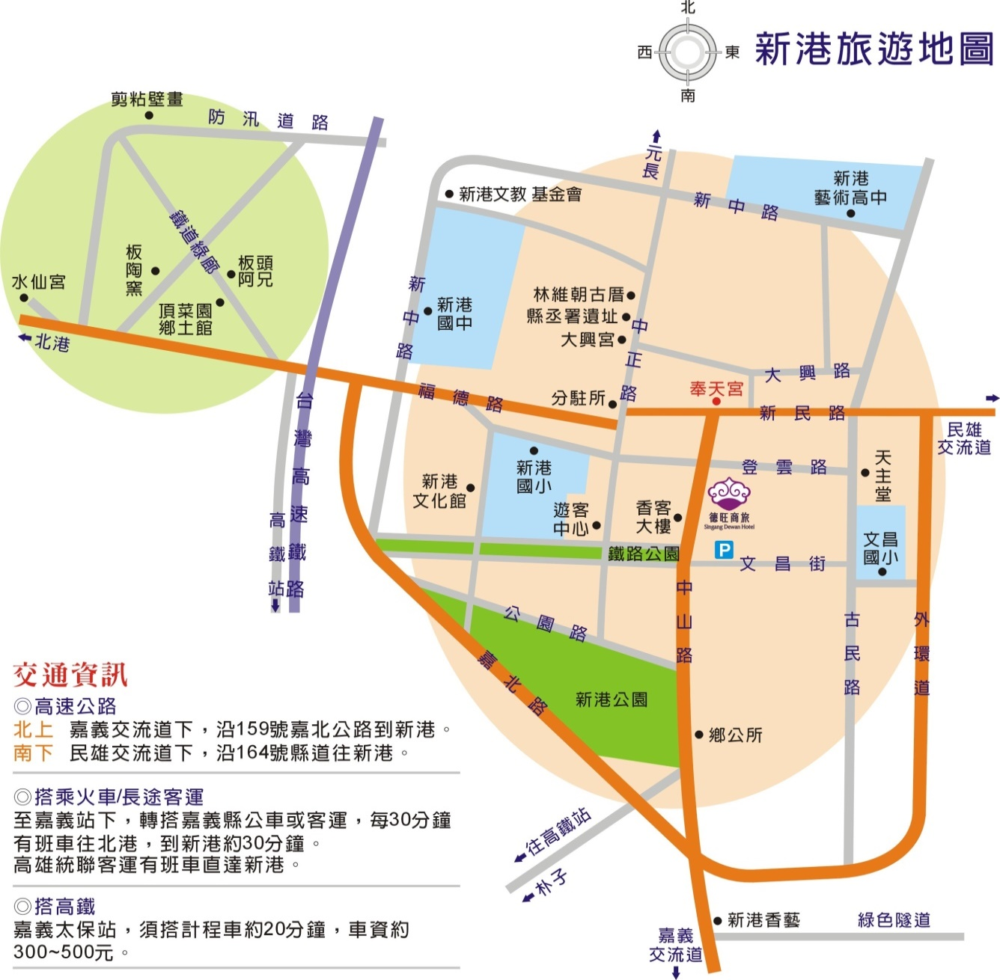 北
西
東
南
新港旅遊地圖
剪粘壁畫
防汛道路
元長
新港文教基金會
新中路
新港
藝術高中
鐵道綠廊
板陶窯
板頭
阿兄
水仙宮
頂菜園
鄉土館
北港
新中路
新港
國中
林維朝古厝
縣丞署遺址
大興宮
中正路
大興路
奉天宮
分駐所
福德路
新民路
民雄
交流道
台灣高速鐵路
高鐵站
新港
國小
登雲路
天主堂
新港
文化館
遊客
中心
香客
大樓
德旺商旅
Singang Dewan Hotel
P
文昌
國小
鐵路公園
文昌街
中山路
公園路
古民路
外環道
嘉北路
新港公園
鄉公所
往高鐵站
朴子
新港香藝
綠色隧道
嘉義
交流道
交通資訊
◎高速公路
北上 嘉義交流道下，沿159號嘉北公路到新港。
南下 民雄交流道下，沿164號縣道往新港。
◎搭乘火車/長途客運
至嘉義站下，轉搭嘉義縣公車或客運，每30分鐘
有班車往北港，到新港約30分鐘。
高雄統聯客運有班車直達新港。
◎搭高鐵
嘉義太保站，須搭計程車約20分鐘，車資約
300~500元。